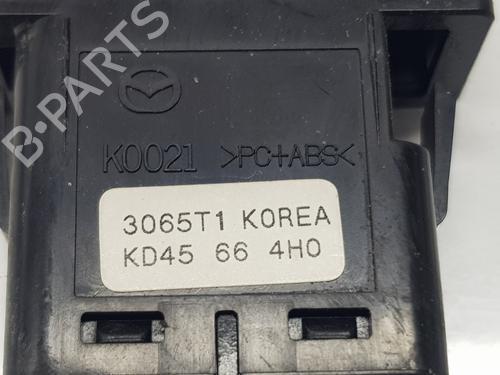 B-PARTS
K0021 >PC+ABS<
3065T1 KOREA
KD45 66 4H0